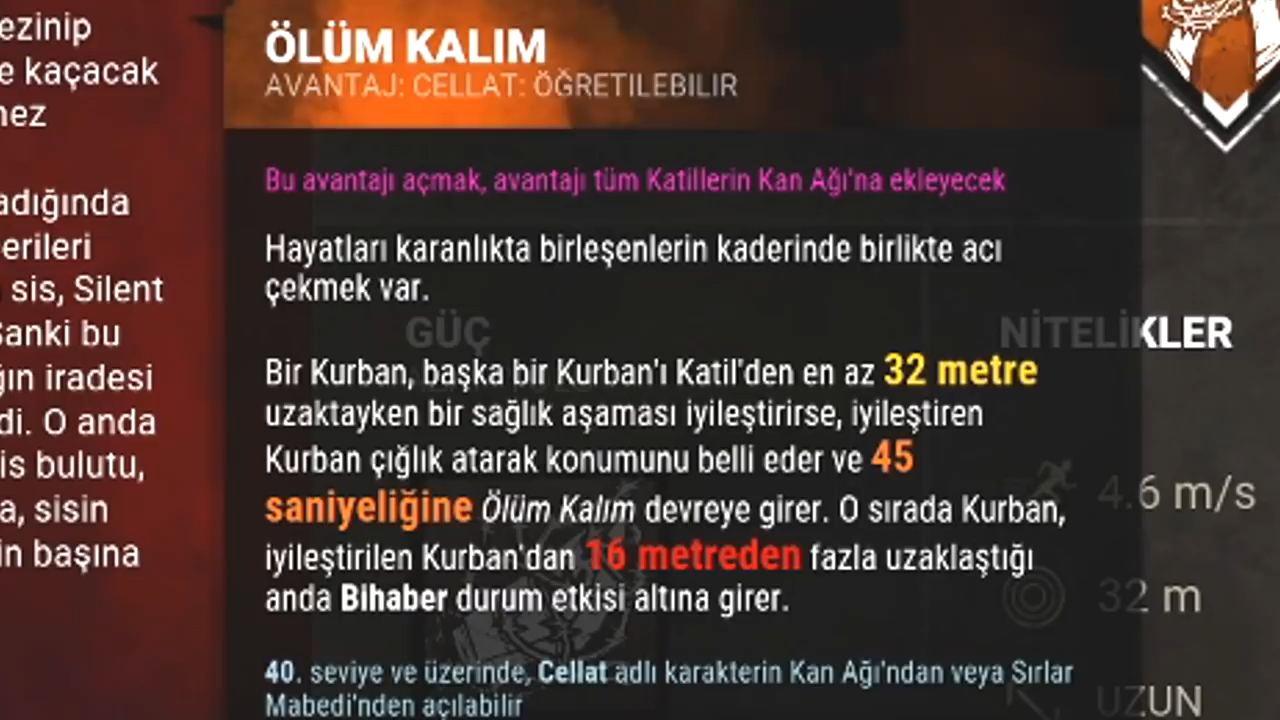 ezinip
e kaçacak
mez
adığında
erileri
sis, Silent
Sanki bu
ğın iradesi
di. O anda
is bulutu,
a, sisin
in başına
ÖLÜM KALIM
AVANTAJ: CELLAT: ÖĞRETİLEBİLİR
Bu avantajı açmak, avantajı tüm Katillerin Kan Ağı'na ekleyecek
Hayatları karanlıkta birleşenlerin kaderinde birlikte acı
çekmek var.
Bir Kurban, başka bir Kurban'ı Katil'den en az 32 metre
uzaktayken bir sağlık aşaması iyileştirirse, iyileştiren
Kurban çığlık atarak konumunu belli eder ve 45
saniyeliğine Ölüm Kalım devreye girer. O sırada Kurban,
iyileştirilen Kurban'dan 16 metreden fazla uzaklaştığı
anda Bihaber durum etkisi altına girer.
40. seviye ve üzerinde, Cellat adlı karakterin Kan Ağı'ndan veya Sırlar
Mabedi'nden açılabilir
GÜÇ
NİTELİKLER
4.6 m/s
32 m
UZUN